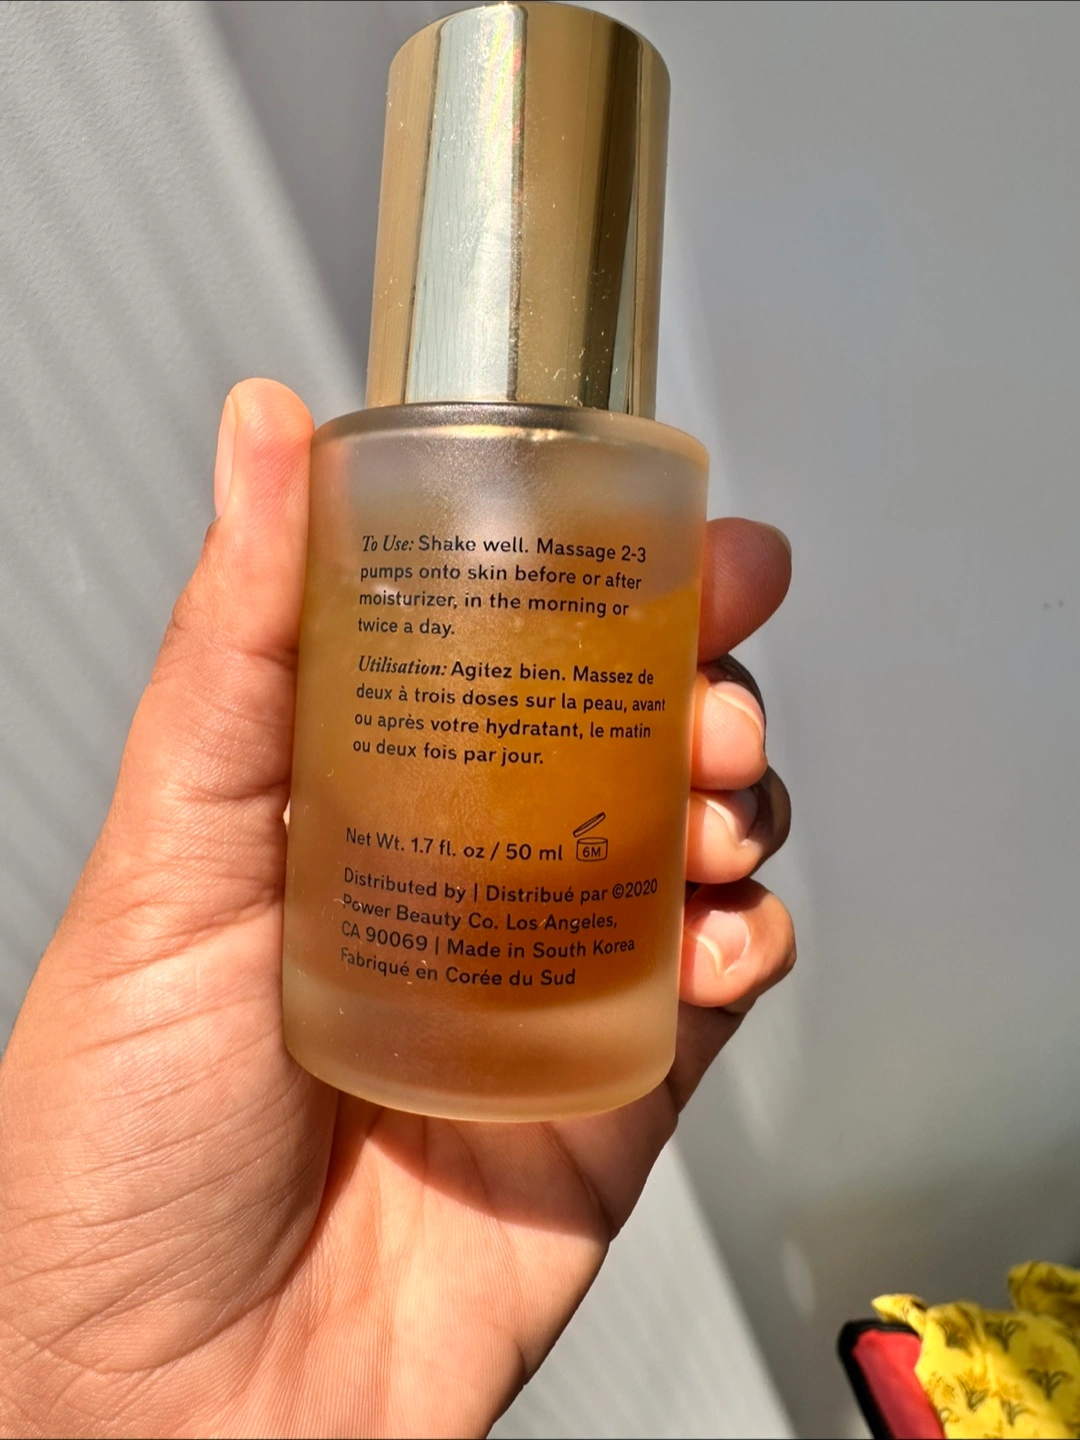 To Use: Shake well. Massage 2-3
pumps onto skin before or after
moisturizer, in the morning or
twice a day.
Utilisation: Agitez bien. Massez de
deux à trois doses sur la peau, avant
ou après votre hydratant, le matin
ou deux fois par jour.
Net Wt. 1.7 fl. oz / 50 ml 6M
Distributed by | Distribué par ©2020
Power Beauty Co. Los Angeles,
CA 90069 | Made in South Korea
Fabriqué en Corée du Sud